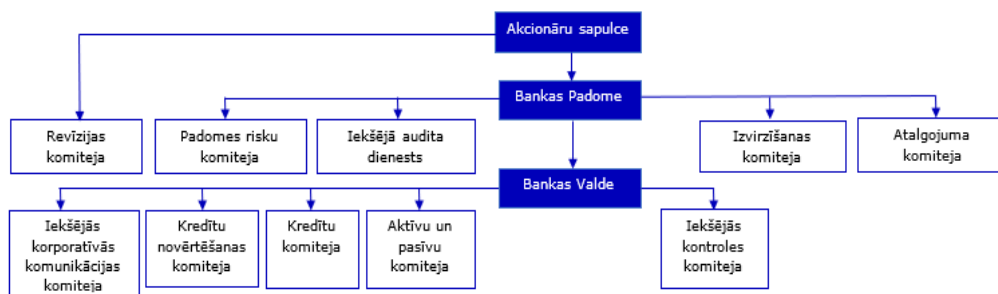 Akcionāru sapulce
Bankas Padome
Revīzijas
komiteja
Padomes risku
komiteja
Iekšējā audita
dienests
Izvirzīšanas
komiteja
Atalgojuma
komiteja
Bankas Valde
Iekšējās
korporatīvās
komunikācijas
komiteja
Kredītu
novērtēšanas
komiteja
Kredītu
komiteja
Aktīvu un
pasīvu
komiteja
Iekšējās
kontroles
komiteja